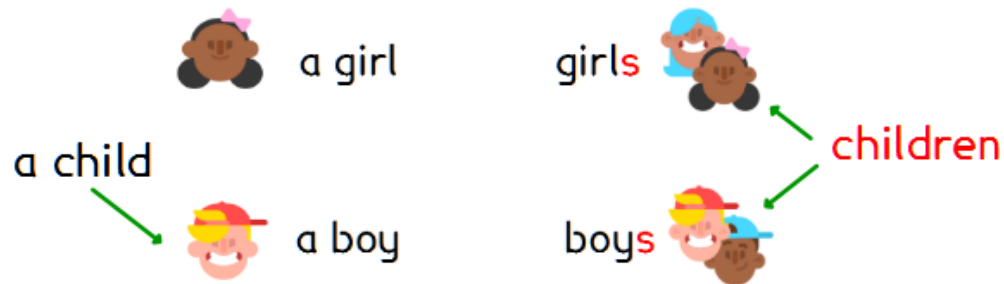 a girl
girls
a child
children
a boy
boys